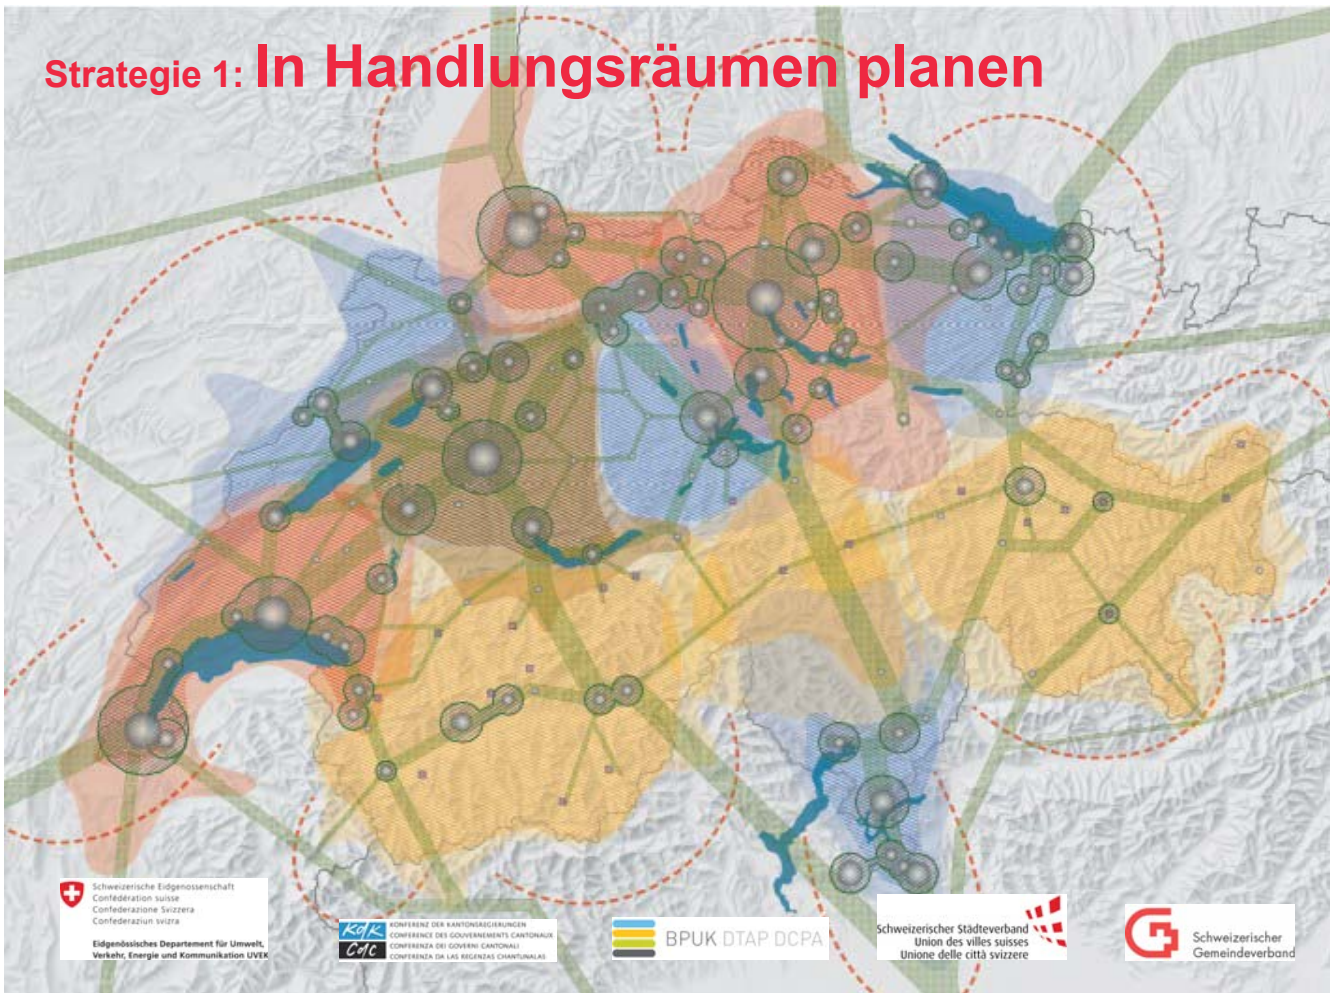 Strategie 1: In Handlungsräumen planen
Schweizerische Eidgenossenschaft
Confédération suisse
Confederazione Svizzera
Confederaziun svizra
Eidgenössisches Departement für Umwelt,
Verkehr, Energie und Kommunikation UVEK
KdK
CdC
KONFERENZ DER KANTONSREGIERUNGEN
CONFERENCE DES GOUVERNEMENTS CANTONAUX
CONFERENZA DEI GOVERNI CANTONALI
CONFERENZA DA LAS REGENZAS CHANTUNALAS
BPUK DTAP DCPA
Schweizerischer Städteverband
Union des villes suisses
Unione delle città svizzere
Schweizerischer
Gemeindeverband